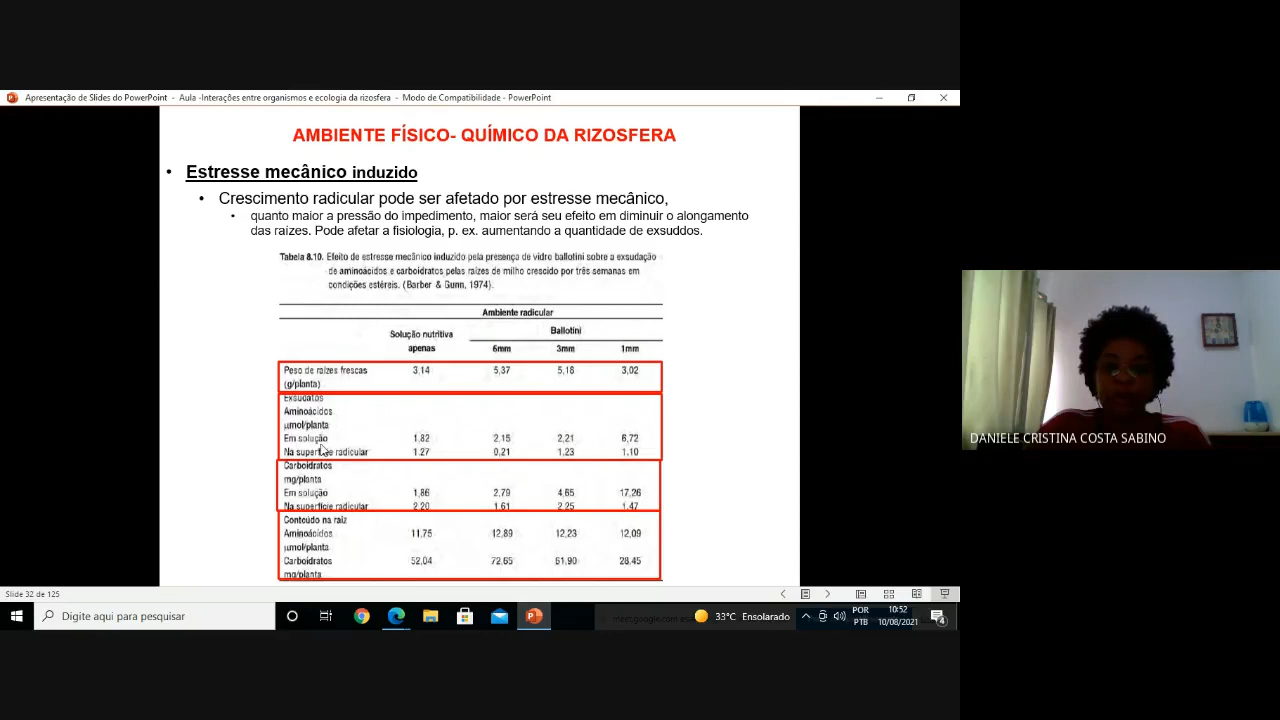 Apresentação de Slides do PowerPoint - Aula -Interações entre organismos e ecologia da rizosfera - Modo de Compatibilidade - PowerPoint
AMBIENTE FÍSICO- QUÍMICO DA RIZOSFERA
• Estresse mecânico induzido
• Crescimento radicular pode ser afetado por estresse mecânico,
• quanto maior a pressão do impedimento, maior será seu efeito em diminuir o alongamento
das raízes. Pode afetar a fisiologia, p. ex. aumentando a quantidade de exsuddos.
Tabela 8.10. Efeito de estresse mecânico induzido pela presença de vidro ballotini sobre a exsudação
de aminoácidos e carboidratos pelas raízes de milho crescido por três semanas em
condições estéreis. (Barber & Gunn, 1974).
Ambiente radicular
Solução nutritiva Ballotini
apenas 6mm 3mm 1mm
Peso de raízes frescas 3,14 5,37 5,18 3,02
(g/planta)
Exsudatos
Aminoácidos
µmol/planta
Em solução 1,82 2,15 2,21 6,72
Na superfície radicular 1,27 0,21 1,23 1,10
Carboidratos
mg/planta
Em solução 1,86 2,79 4,65 17,26
Na superfície radicular 2,20 1,61 2,25 1,47
Conteúdo na raiz
Aminoácidos 11,75 12,89 12,23 12,09
µmol/planta
Carboidratos 52,04 72,65 61,90 28,45
mg/planta
DANIELE CRISTINA COSTA SABINO
Slide 32 de 125
Digite aqui para pesquisar
33°C Ensolarado
POR
PTB
10:52
10/08/2021
4